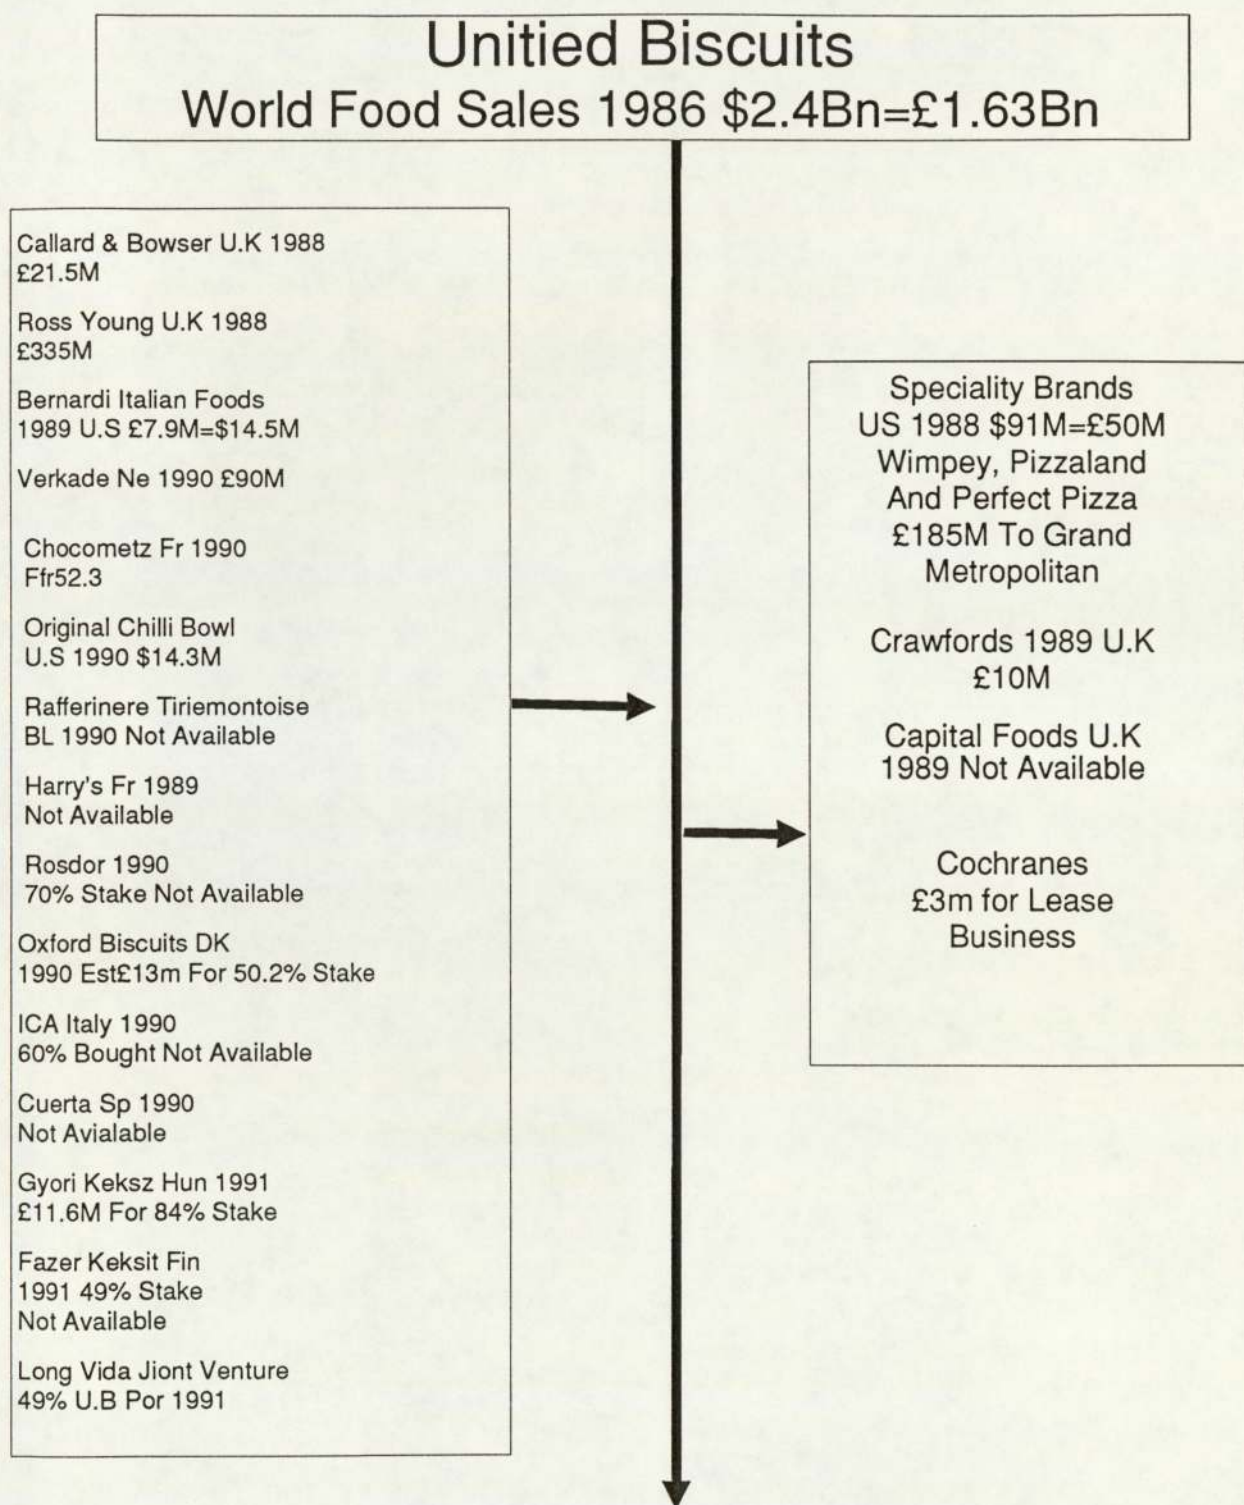 Unitied Biscuits
World Food Sales 1986 $2.4Bn=£1.63Bn
Callard & Bowser U.K 1988
£21.5M
Ross Young U.K 1988
£335M
Bernardi Italian Foods
1989 U.S £7.9M=$14.5M
Verkade Ne 1990 £90M
Chocometz Fr 1990
Ffr52.3
Original Chilli Bowl
U.S 1990 $14.3M
Rafferinere Tiriemontoise
BL 1990 Not Available
Harry's Fr 1989
Not Available
Rosdor 1990
70% Stake Not Available
Oxford Biscuits DK
1990 Est£13m For 50.2% Stake
ICA Italy 1990
60% Bought Not Available
Cuerta Sp 1990
Not Avialable
Gyori Keksz Hun 1991
£11.6M For 84% Stake
Fazer Keksit Fin
1991 49% Stake
Not Available
Long Vida Jiont Venture
49% U.B Por 1991
Speciality Brands
US 1988 $91M=£50M
Wimpey, Pizzaland
And Perfect Pizza
£185M To Grand
Metropolitan
Crawfords 1989 U.K
£10M
Capital Foods U.K
1989 Not Available
Cochranes
£3m for Lease
Business